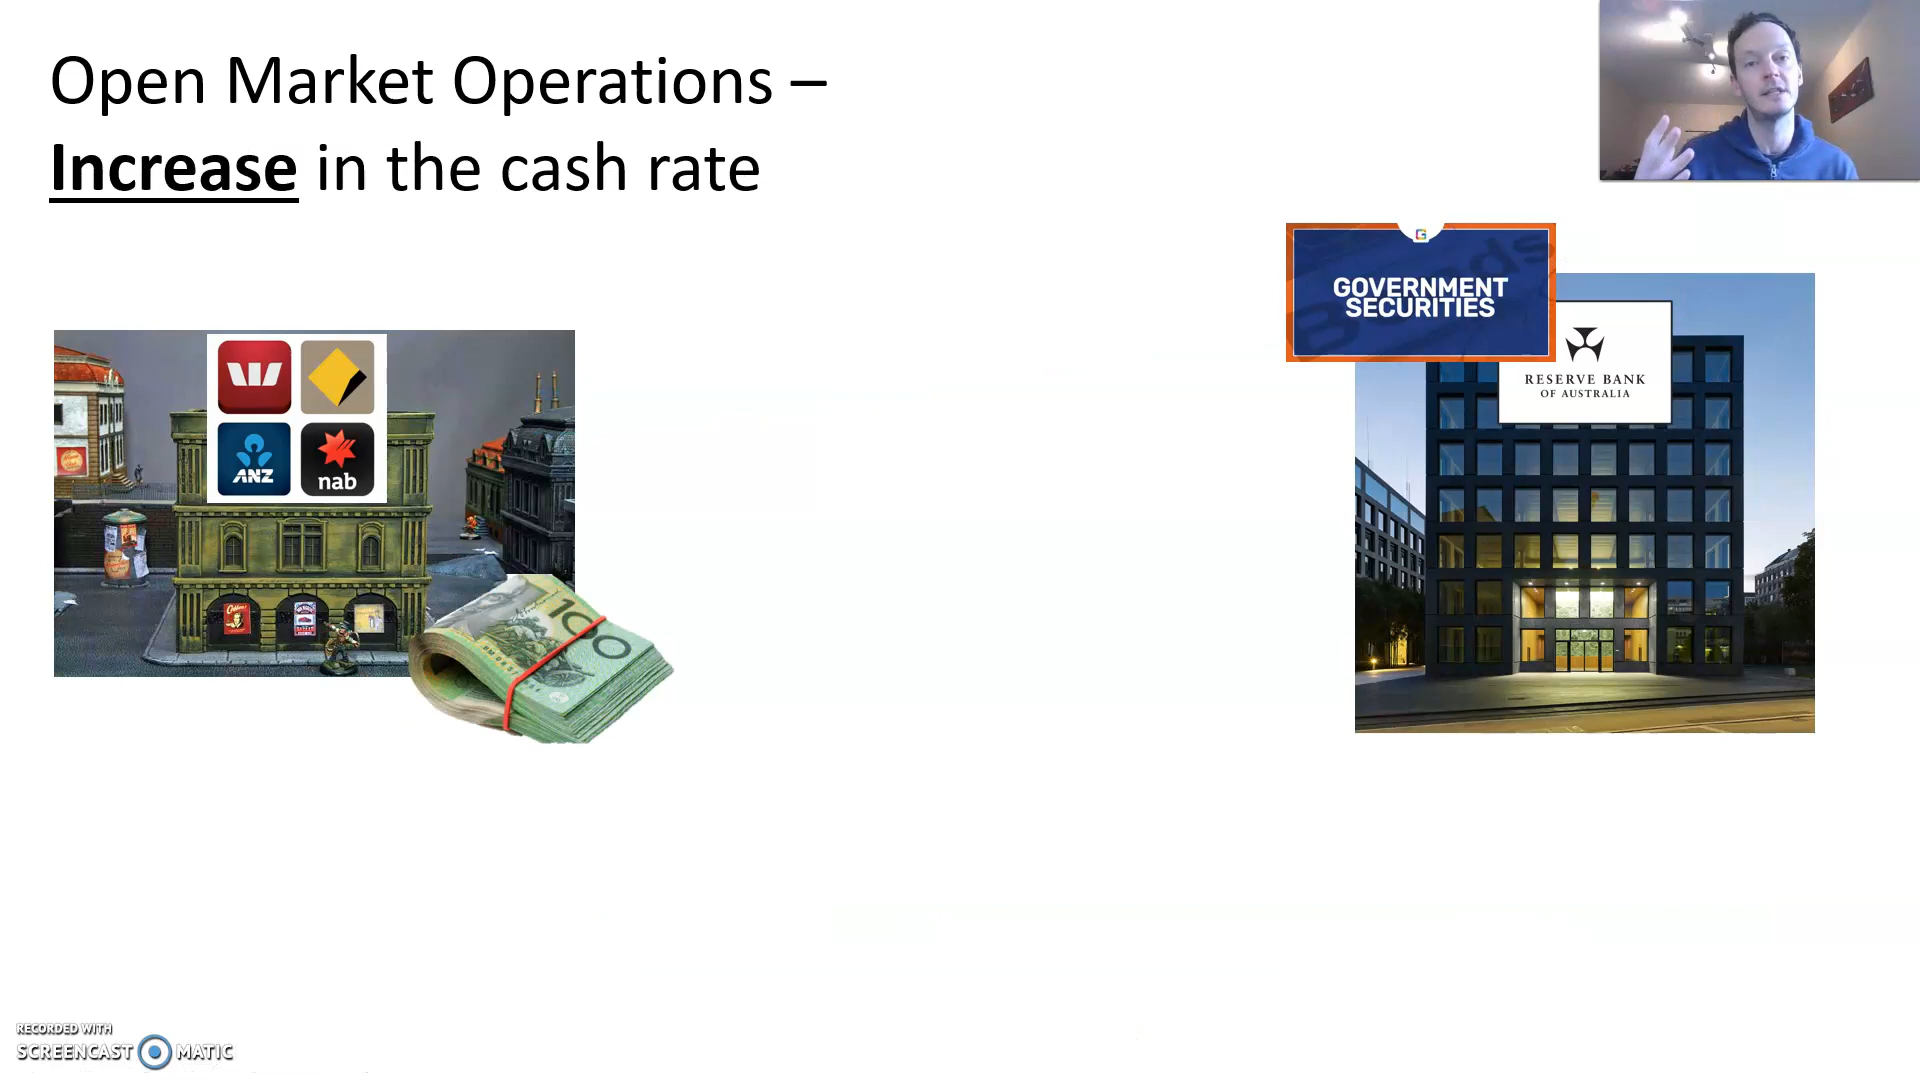 Open Market Operations –
Increase in the cash rate
GOVERNMENT
SECURITIES
RESERVE BANK
OF AUSTRALIA
ANZ
nab
100
RECORDED WITH
SCREENCAST MATIC